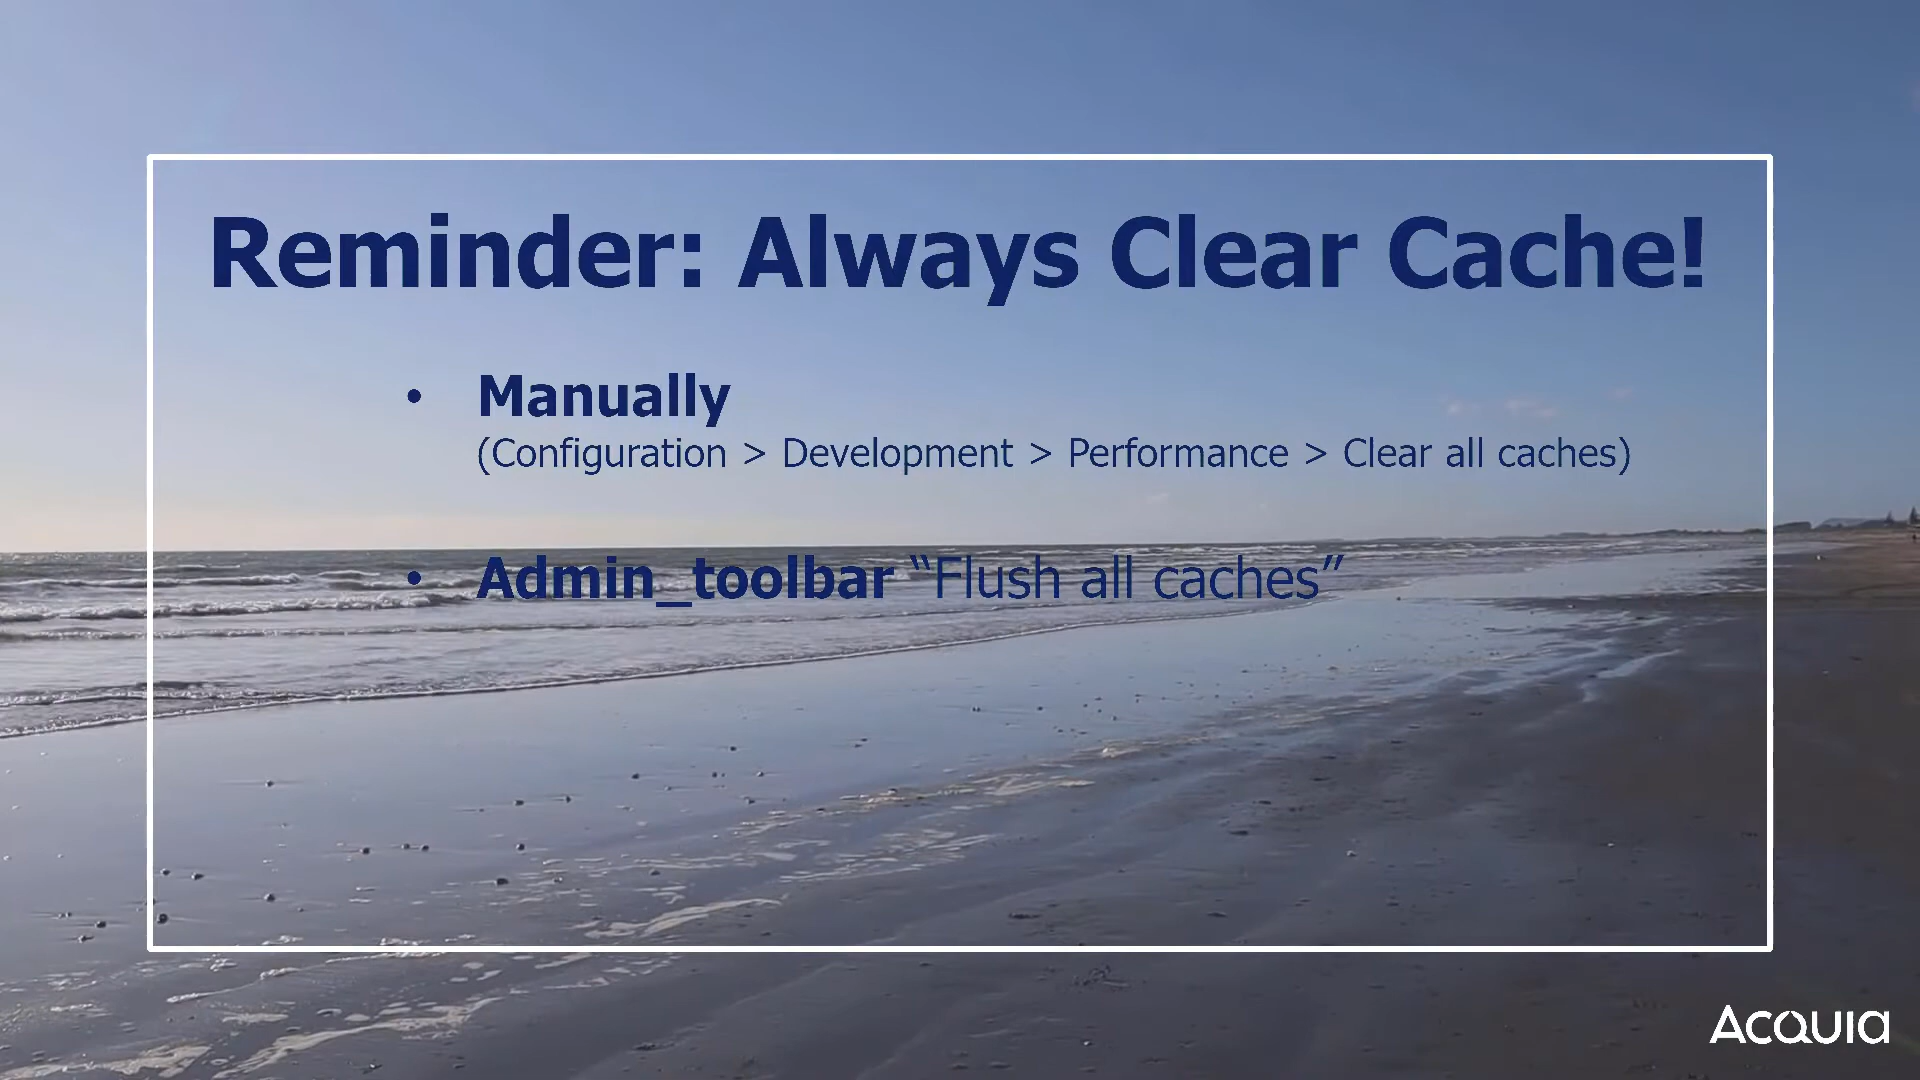 Reminder: Always Clear Cache!
• Manually
(Configuration > Development > Performance > Clear all caches)
• Admin_toolbar “Flush all caches”
ACQUIA